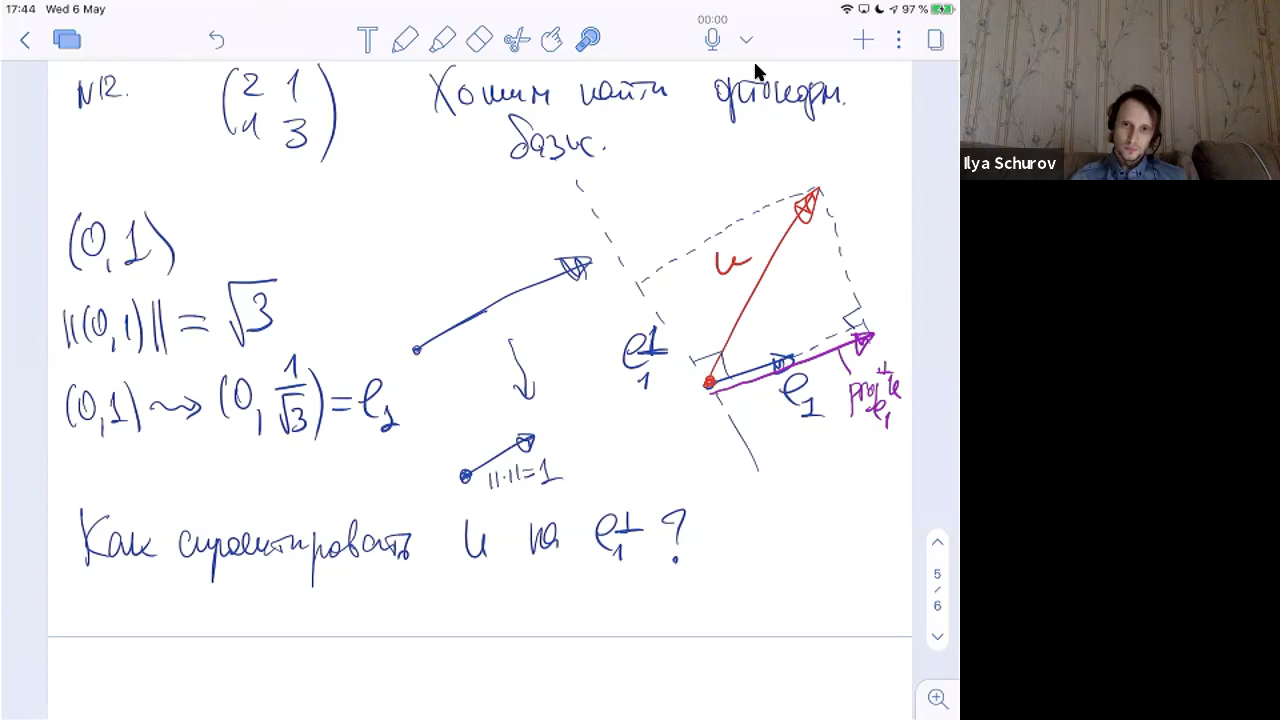 17:44 Wed 6 May
97 %
00:00
N12.
(2 1
1 3)
Хотим найти ортонорм.
базис.
(0, 1)
||(0, 1)|| = √3
(0, 1) ⤳ (0, 1/√3) = e₁
||·||=1
u
e₁^⊥
e₁
proj^⊥_{e₁} u
Как спроектировать u на e₁^⊥ ?
5
/
6
Ilya Schurov